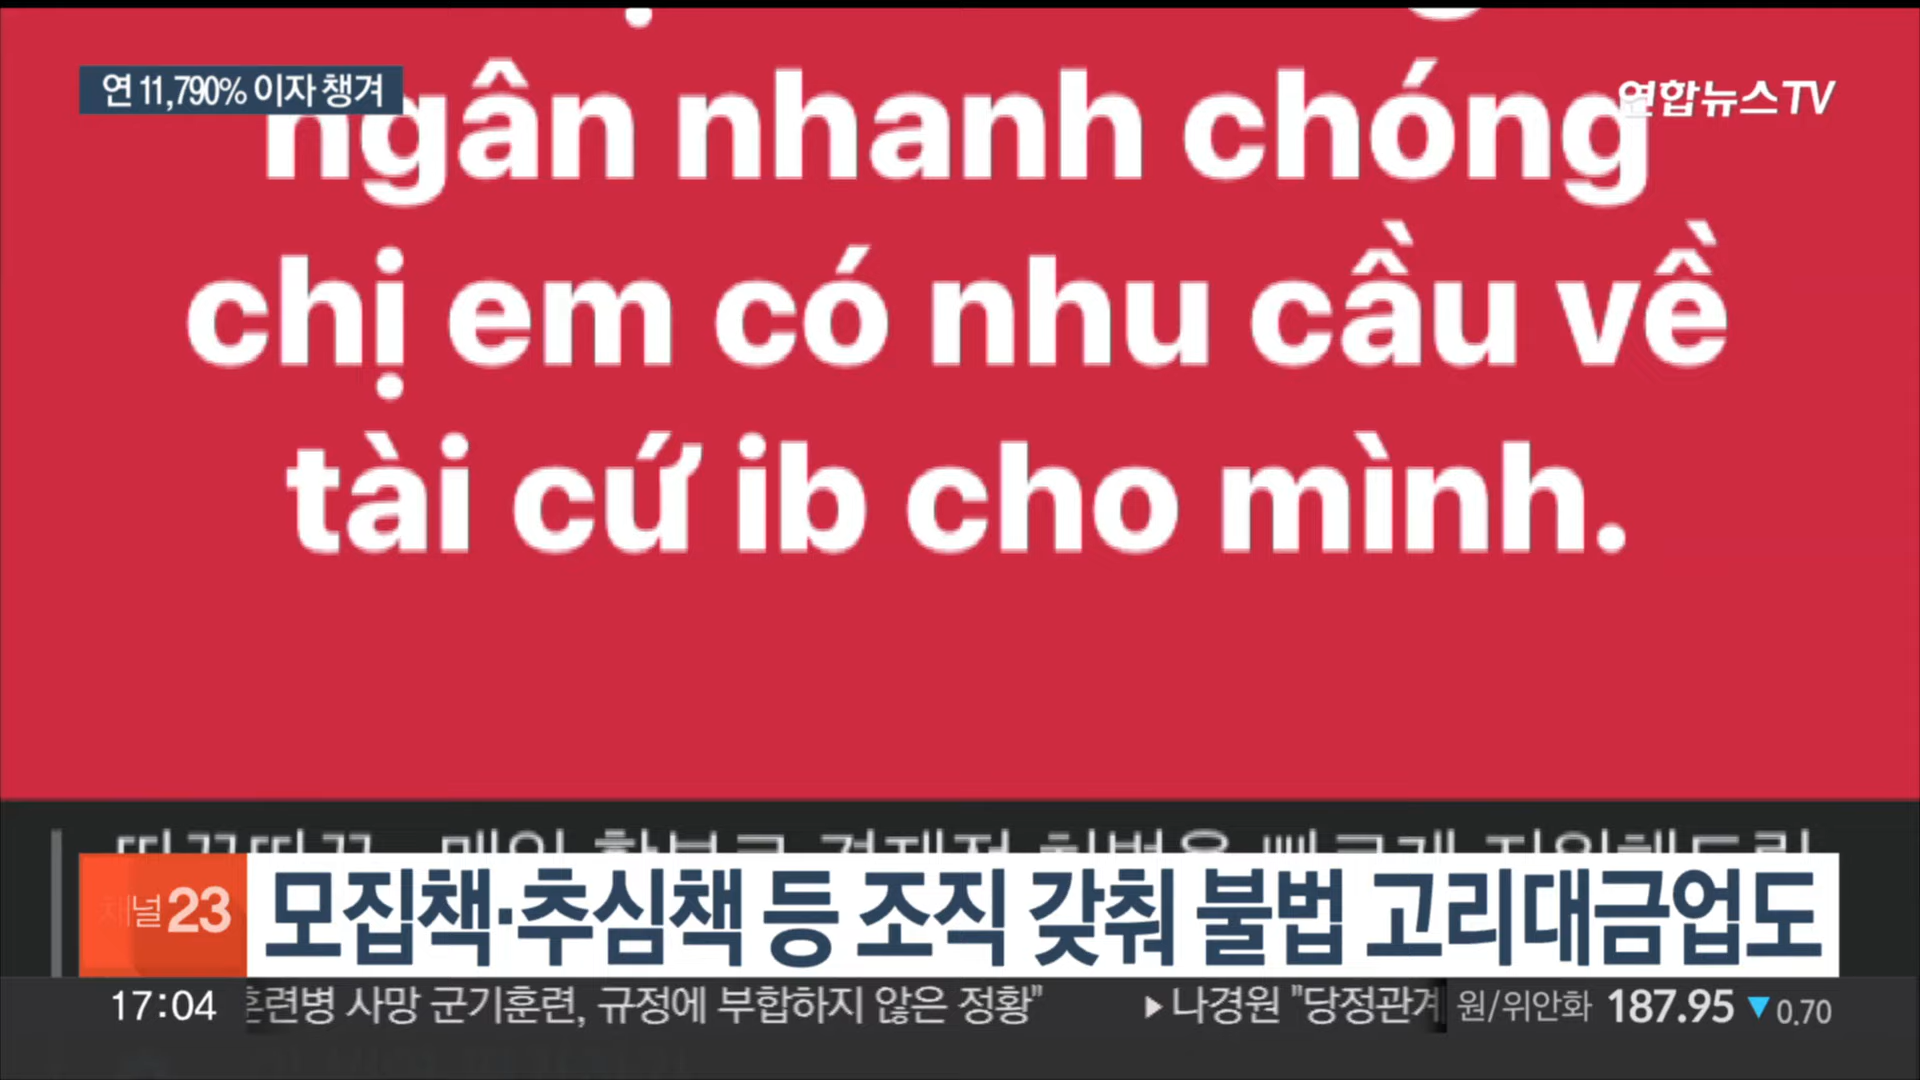 연 11,790% 이자 챙겨
연합뉴스TV
ngân nhanh chóng
chị em có nhu cầu về
tài cứ ib cho mình.
채널 23
모집책·추심책 등 조직 갖춰 불법 고리대금업도
17:04 훈련병 사망 군기훈련, 규정에 부합하지 않은 정황" ▶나경원 "당정관계 원/위안화 187.95 ▼0.70